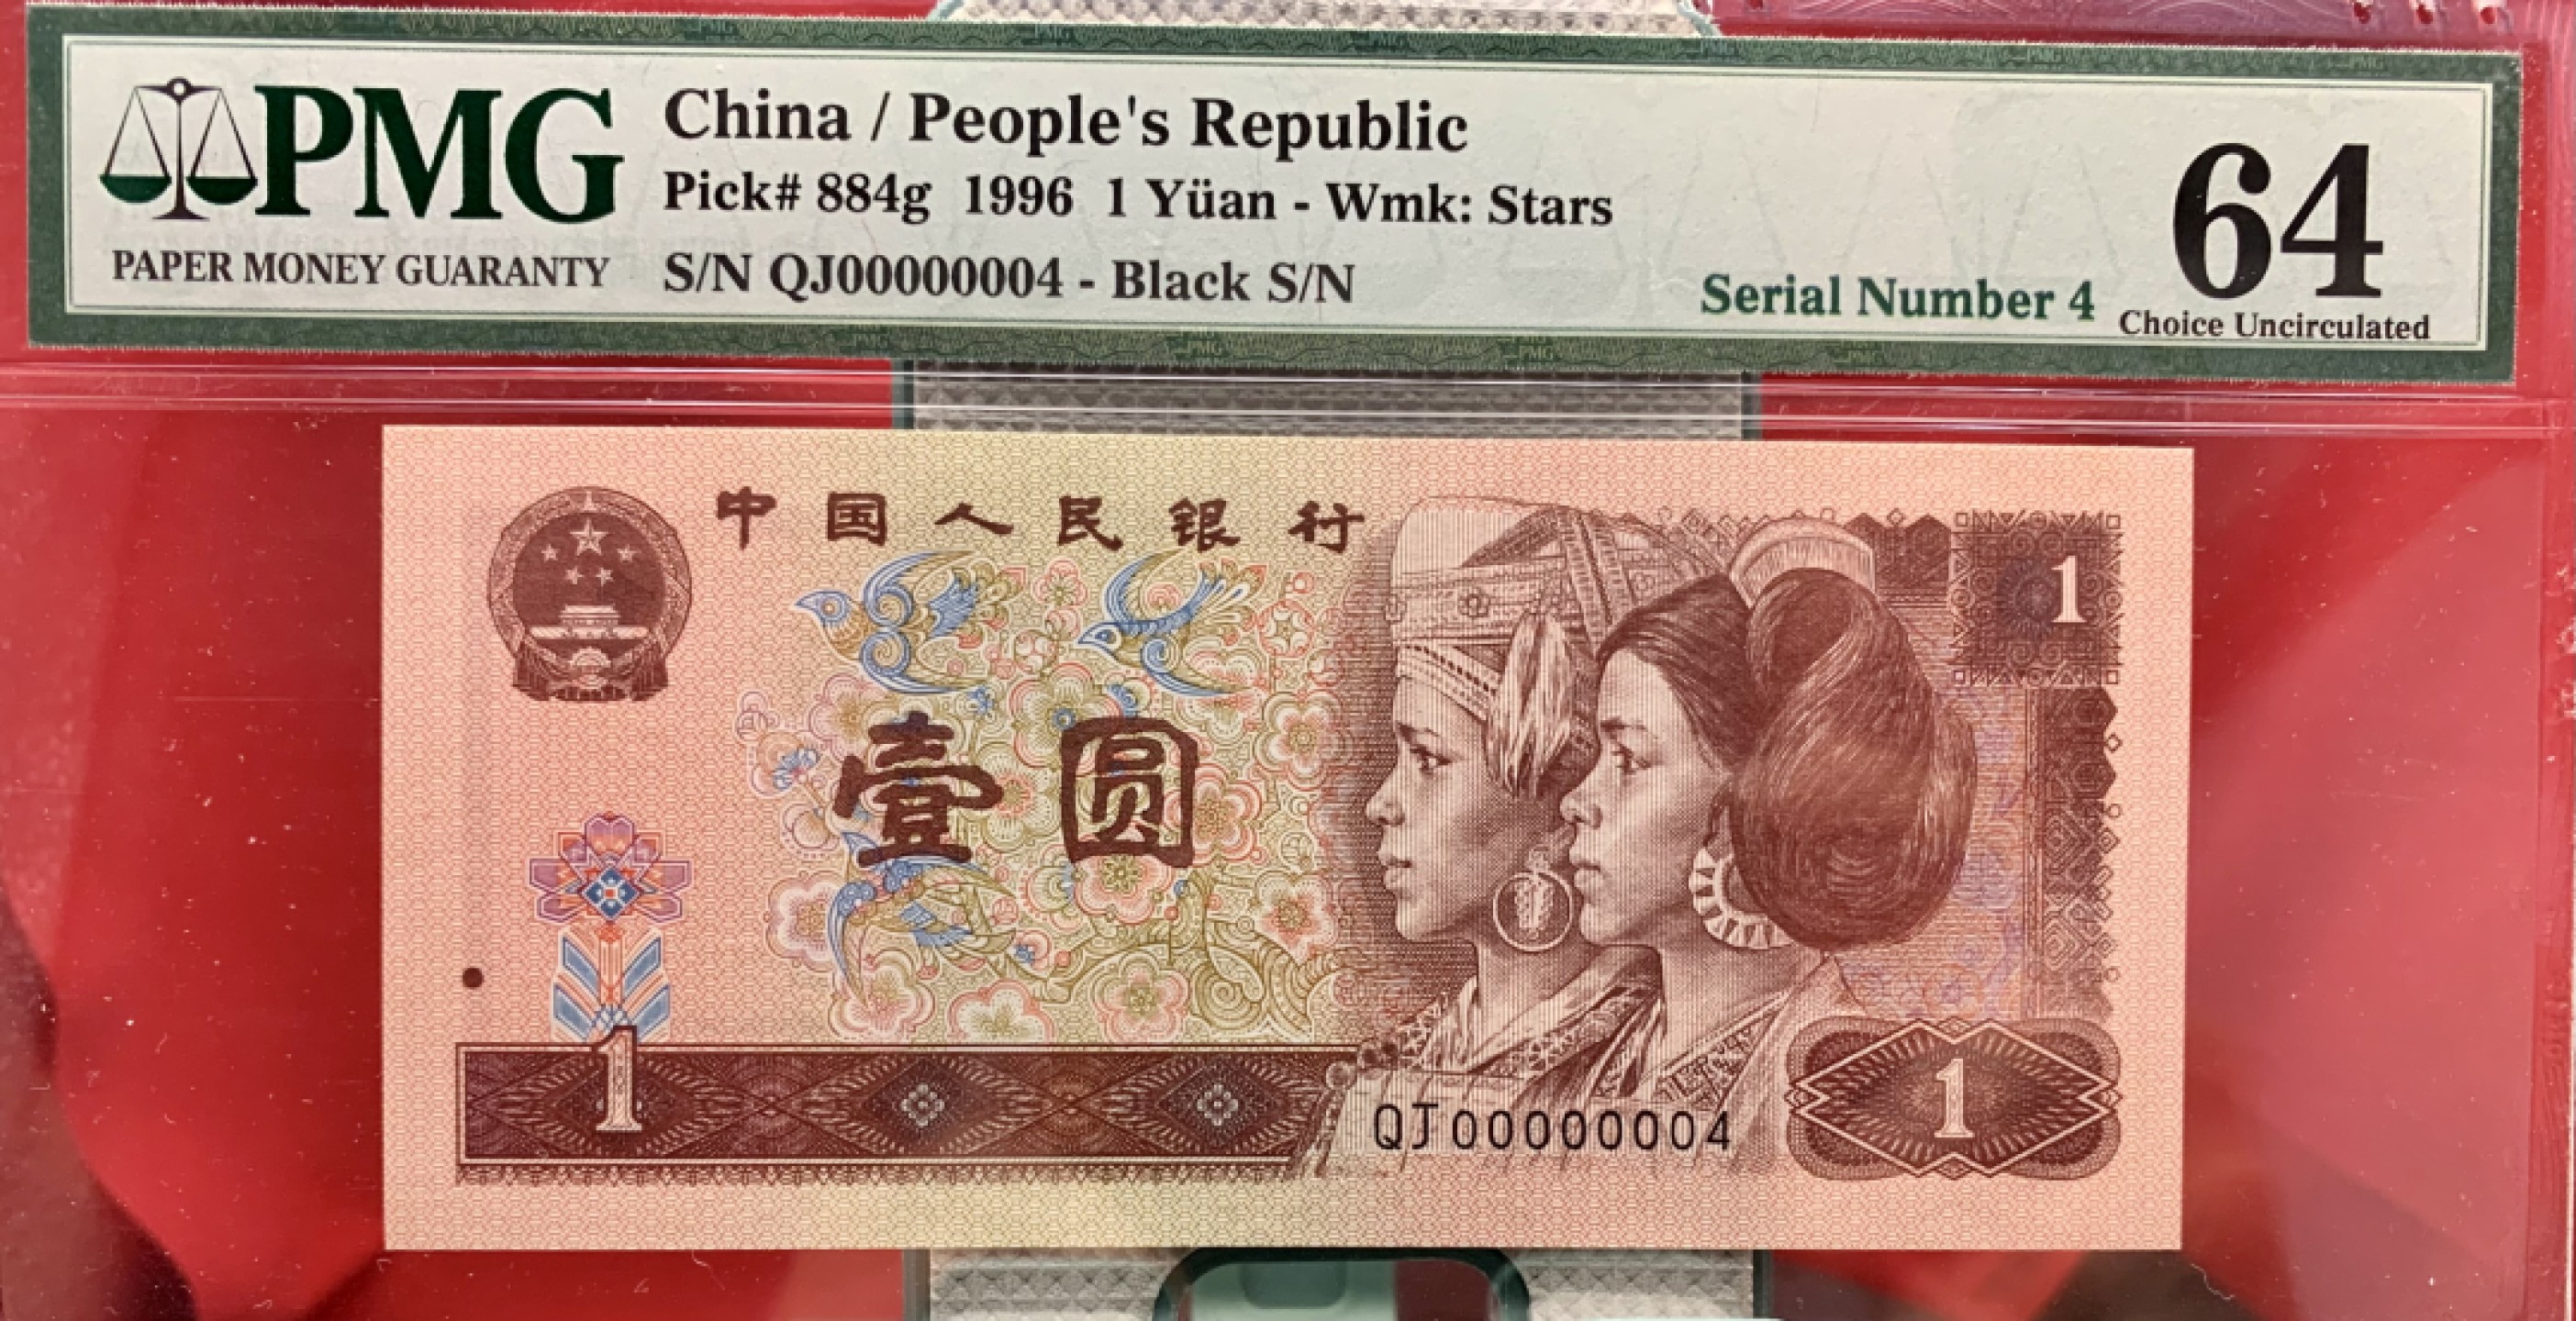 PMG
PAPER MONEY GUARANTY
China / People's Republic
Pick# 884g 1996 1 Yüan - Wmk: Stars
S/N QJ00000004 - Black S/N
Serial Number 4
64
Choice Uncirculated
中国人民银行
1
壹圆
1
QJ00000004
1